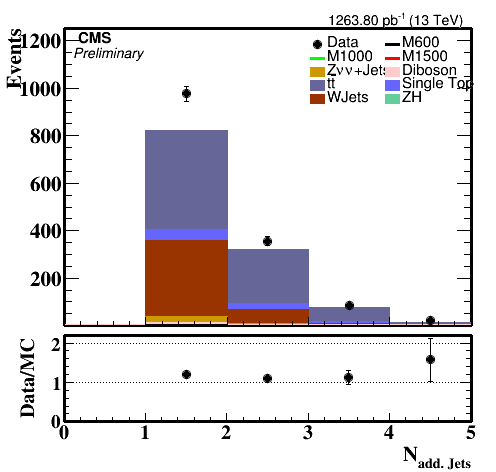 1263.80 pb⁻¹ (13 TeV)
CMS
Preliminary
Events
1200
1000
800
600
400
200
Data
M600
M1000
M1500
Zνν+Jets
Diboson
tt
Single Top
WJets
ZH
Data/MC
2
1
0
0 1 2 3 4 5
N add. Jets